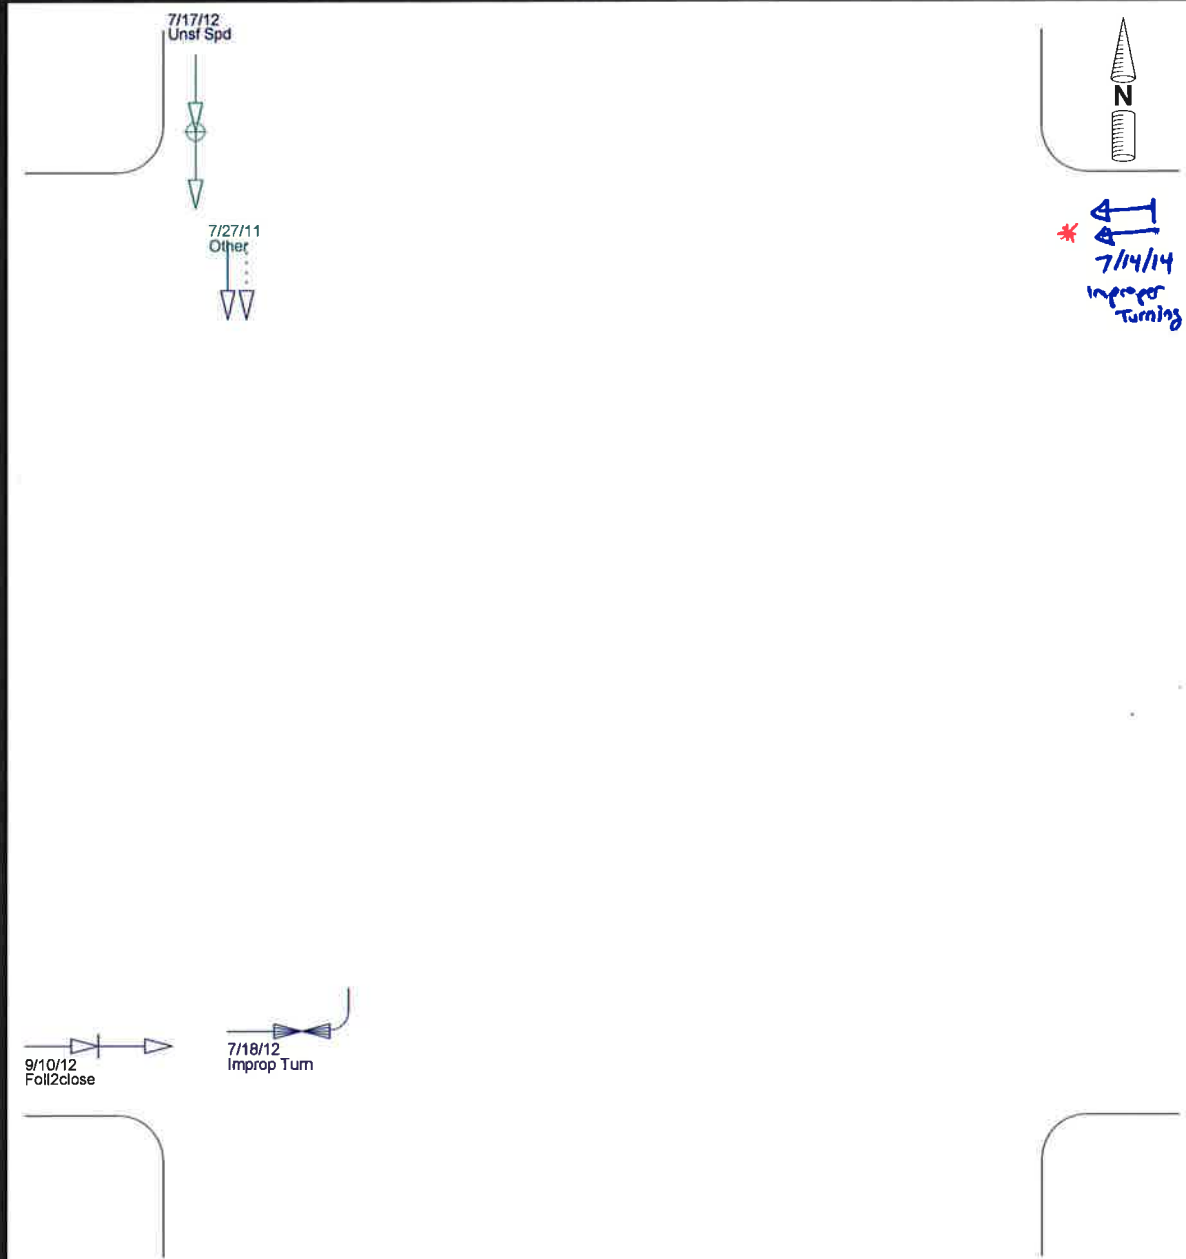 7/17/12
Unsf Spd
N
7/27/11
Other
7/14/14
Improper
Turning
7/18/12
Improp Turn
9/10/12
Foll2close